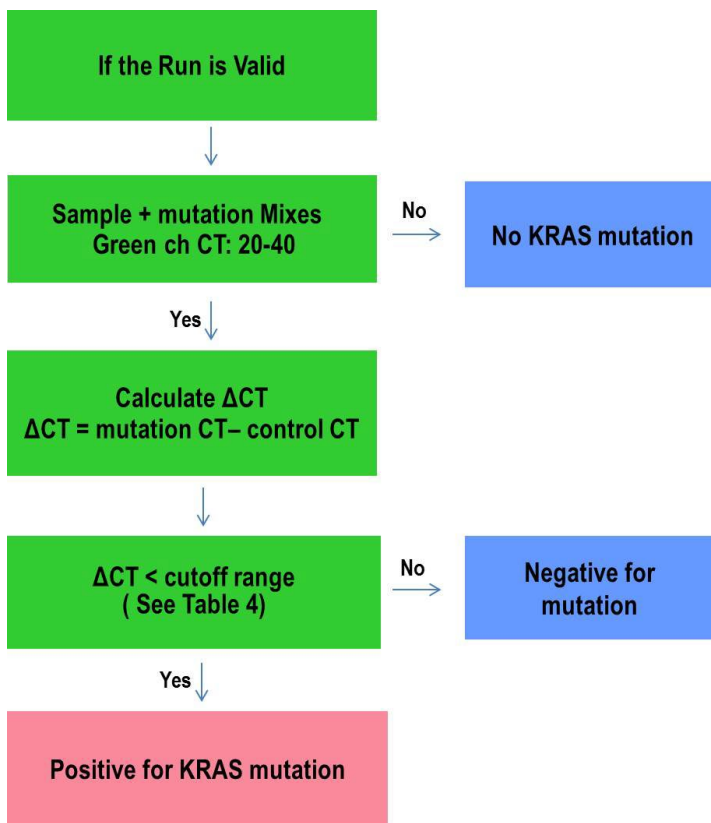 If the Run is Valid
Sample + mutation Mixes
Green ch CT: 20-40
No
No KRAS mutation
Yes
Calculate ΔCT
ΔCT = mutation CT– control CT
ΔCT < cutoff range
( See Table 4)
No
Negative for
mutation
Yes
Positive for KRAS mutation